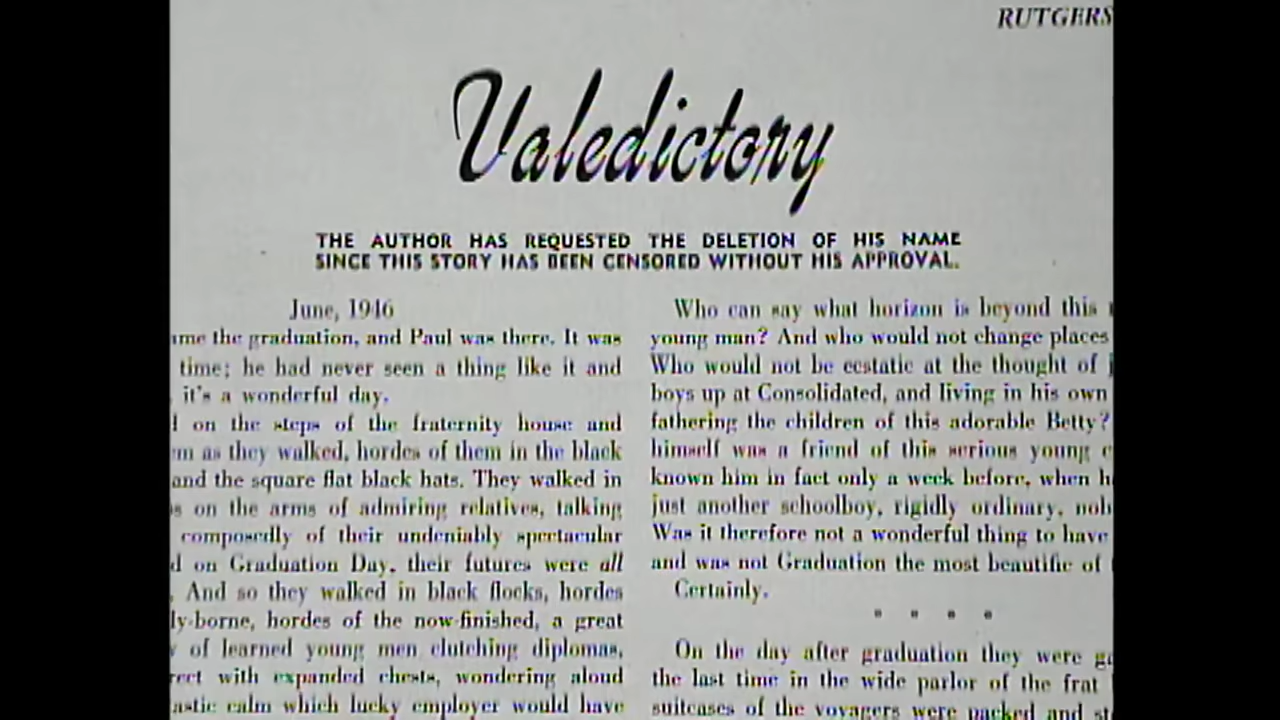 RUTGERS
Valedictory
THE AUTHOR HAS REQUESTED THE DELETION OF HIS NAME
SINCE THIS STORY HAS BEEN CENSORED WITHOUT HIS APPROVAL.
June, 1946
ame the graduation, and Paul was there. It was
time; he had never seen a thing like it and
it's a wonderful day.
on the steps of the fraternity house and
em as they walked, hordes of them in the black
and the square flat black hats. They walked in
s on the arms of admiring relatives, talking
composedly of their undeniably spectacular
d on Graduation Day, their futures were all
. And so they walked in black flocks, hordes
ly-borne, hordes of the now-finished, a great
of learned young men clutching diplomas,
rect with expanded chests, wondering aloud
astic calm which lucky employer would have
Who can say what horizon is beyond this
young man? And who would not change places
Who would not be ecstatic at the thought of
boys up at Consolidated, and living in his own
fathering the children of this adorable Betty?
himself was a friend of this serious young
known him in fact only a week before, when
just another schoolboy, rigidly ordinary,
Was it therefore not a wonderful thing to have
and was not Graduation the most beautific of
Certainly.
* * * *
On the day after graduation they were
the last time in the wide parlor of the frat
suitcases of the voyagers were packed and